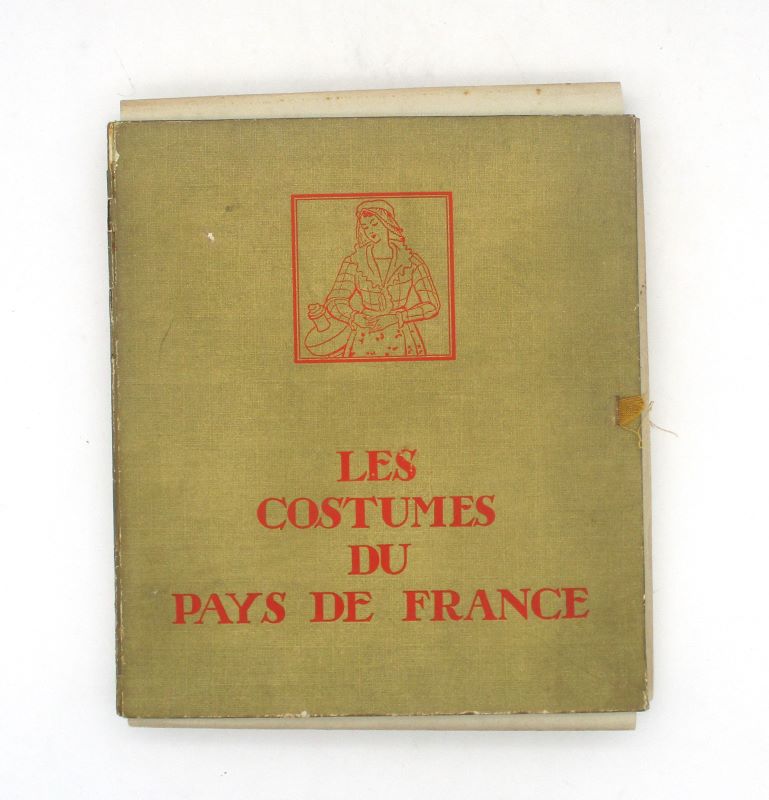 LES
COSTUMES
DU
PAYS DE FRANCE